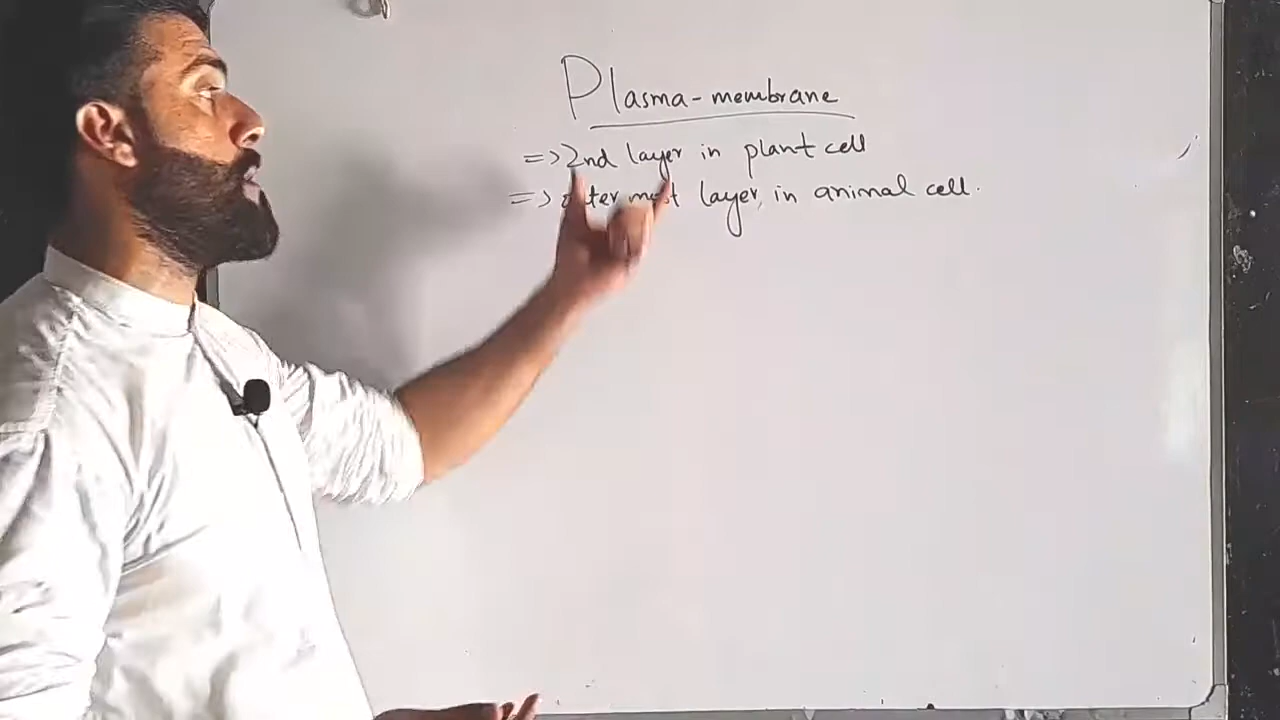 Plasma-membrane
=> 2nd layer in plant cell
=> outer most layer, in animal cell.